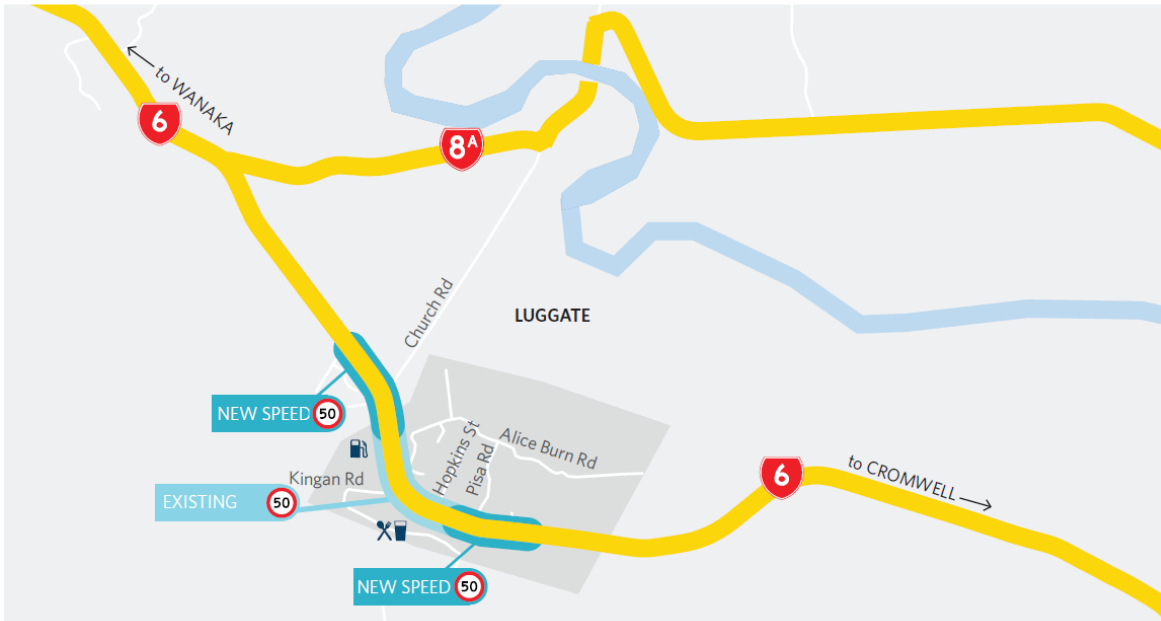 to WANAKA
6
8A
Church Rd
LUGGATE
NEW SPEED 50
Hopkins St
Pisa Rd
Alice Burn Rd
Kingan Rd
EXISTING 50
6
to CROMWELL
NEW SPEED 50